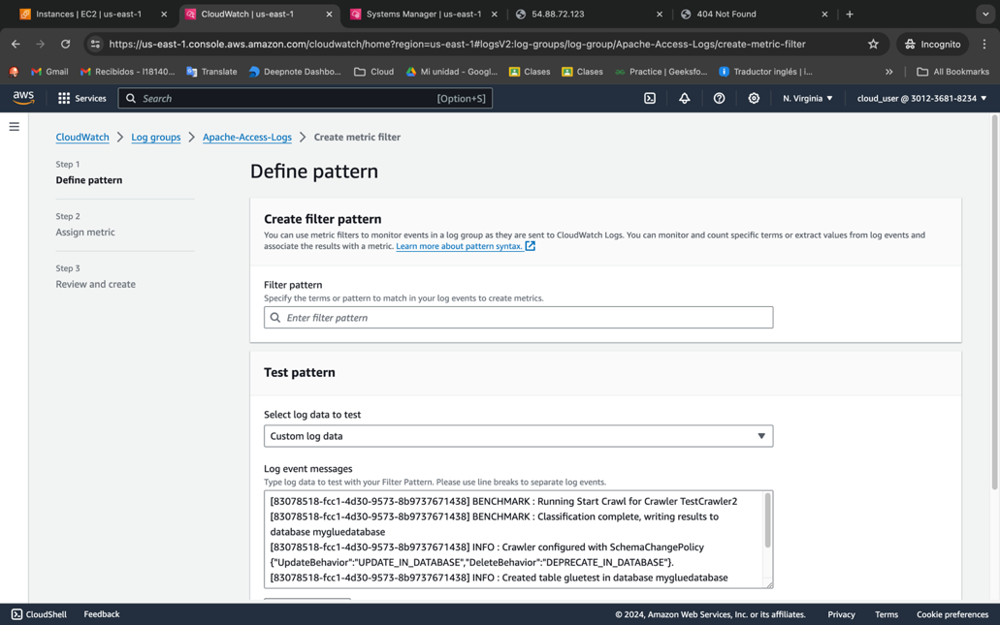 Instances | EC2 | us-east-1
CloudWatch | us-east-1
Systems Manager | us-east-1
54.88.72.123
404 Not Found
https://us-east-1.console.aws.amazon.com/cloudwatch/home?region=us-east-1#logsV2:log-groups/log-group/Apache-Access-Logs/create-metric-filter
Incognito
Gmail
Recibidos - l18140...
Translate
Deepnote Dashbo...
Cloud
Mi unidad - Googl...
Clases
Clases
Practice | Geeksfo...
Traductor inglés | i...
All Bookmarks
aws
Services
Search
[Option+S]
N. Virginia
cloud_user @ 3012-3681-8234
CloudWatch
Log groups
Apache-Access-Logs
Create metric filter
Step 1
Define pattern
Step 2
Assign metric
Step 3
Review and create
Define pattern
Create filter pattern
You can use metric filters to monitor events in a log group as they are sent to CloudWatch Logs. You can monitor and count specific terms or extract values from log events and
associate the results with a metric. Learn more about pattern syntax.
Filter pattern
Specify the terms or pattern to match in your log events to create metrics.
Enter filter pattern
Test pattern
Select log data to test
Custom log data
Log event messages
Type log data to test with your Filter Pattern. Please use line breaks to separate log events.
[83078518-fcc1-4d30-9573-8b9737671438] BENCHMARK : Running Start Crawl for Crawler TestCrawler2
[83078518-fcc1-4d30-9573-8b9737671438] BENCHMARK : Classification complete, writing results to
database mygluedatabase
[83078518-fcc1-4d30-9573-8b9737671438] INFO : Crawler configured with SchemaChangePolicy
{"UpdateBehavior":"UPDATE_IN_DATABASE","DeleteBehavior":"DEPRECATE_IN_DATABASE"}.
[83078518-fcc1-4d30-9573-8b9737671438] INFO : Created table gluetest in database mygluedatabase
CloudShell
Feedback
© 2024, Amazon Web Services, Inc. or its affiliates.
Privacy
Terms
Cookie preferences